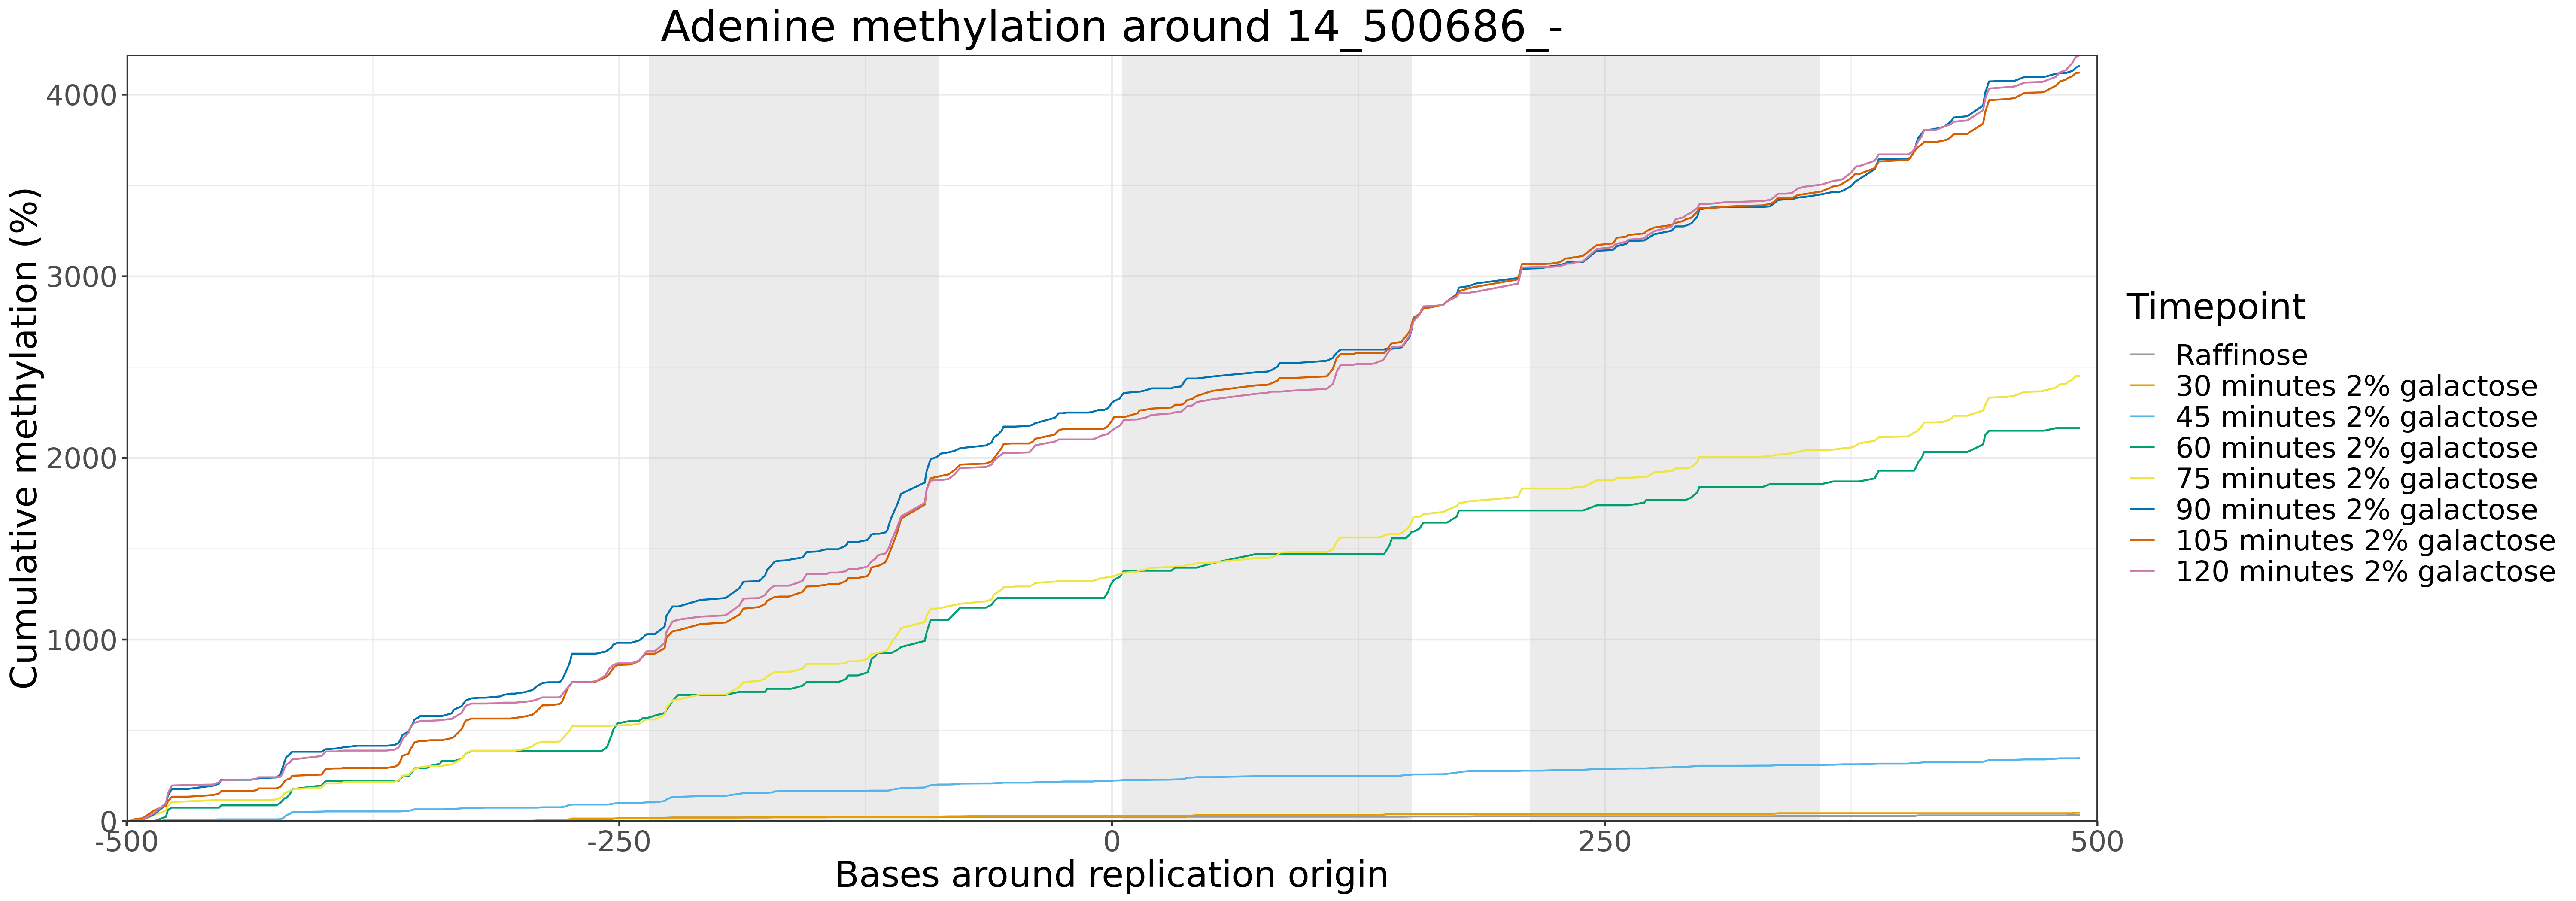 Adenine methylation around 14_500686_-
Cumulative methylation (%)
4000
3000
2000
1000
0
-500
-250
0
250
500
Bases around replication origin
Timepoint
Raffinose
30 minutes 2% galactose
45 minutes 2% galactose
60 minutes 2% galactose
75 minutes 2% galactose
90 minutes 2% galactose
105 minutes 2% galactose
120 minutes 2% galactose